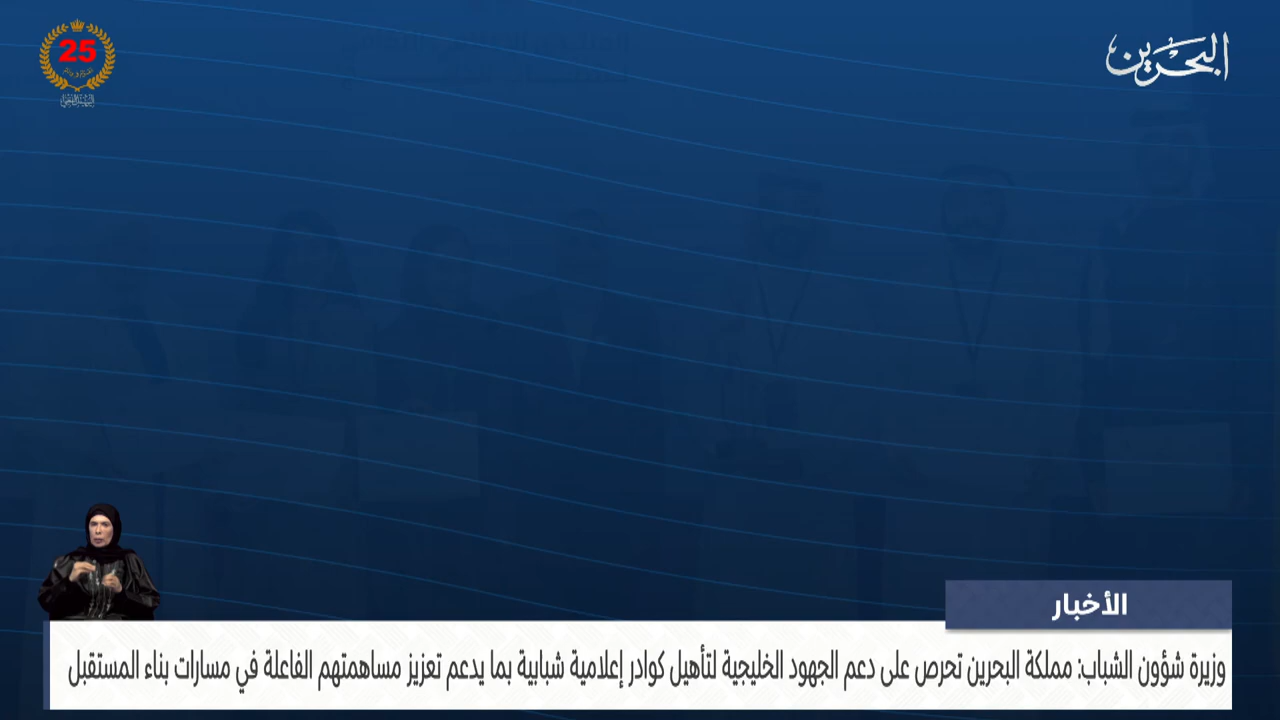 البحرين
25
الأخبار
وزيرة شؤون الشباب: مملكة البحرين تحرص على دعم الجهود الخليجية لتأهيل كوادر إعلامية شبابية بما يدعم تعزيز مساهمتهم الفاعلة في مسارات بناء المستقبل